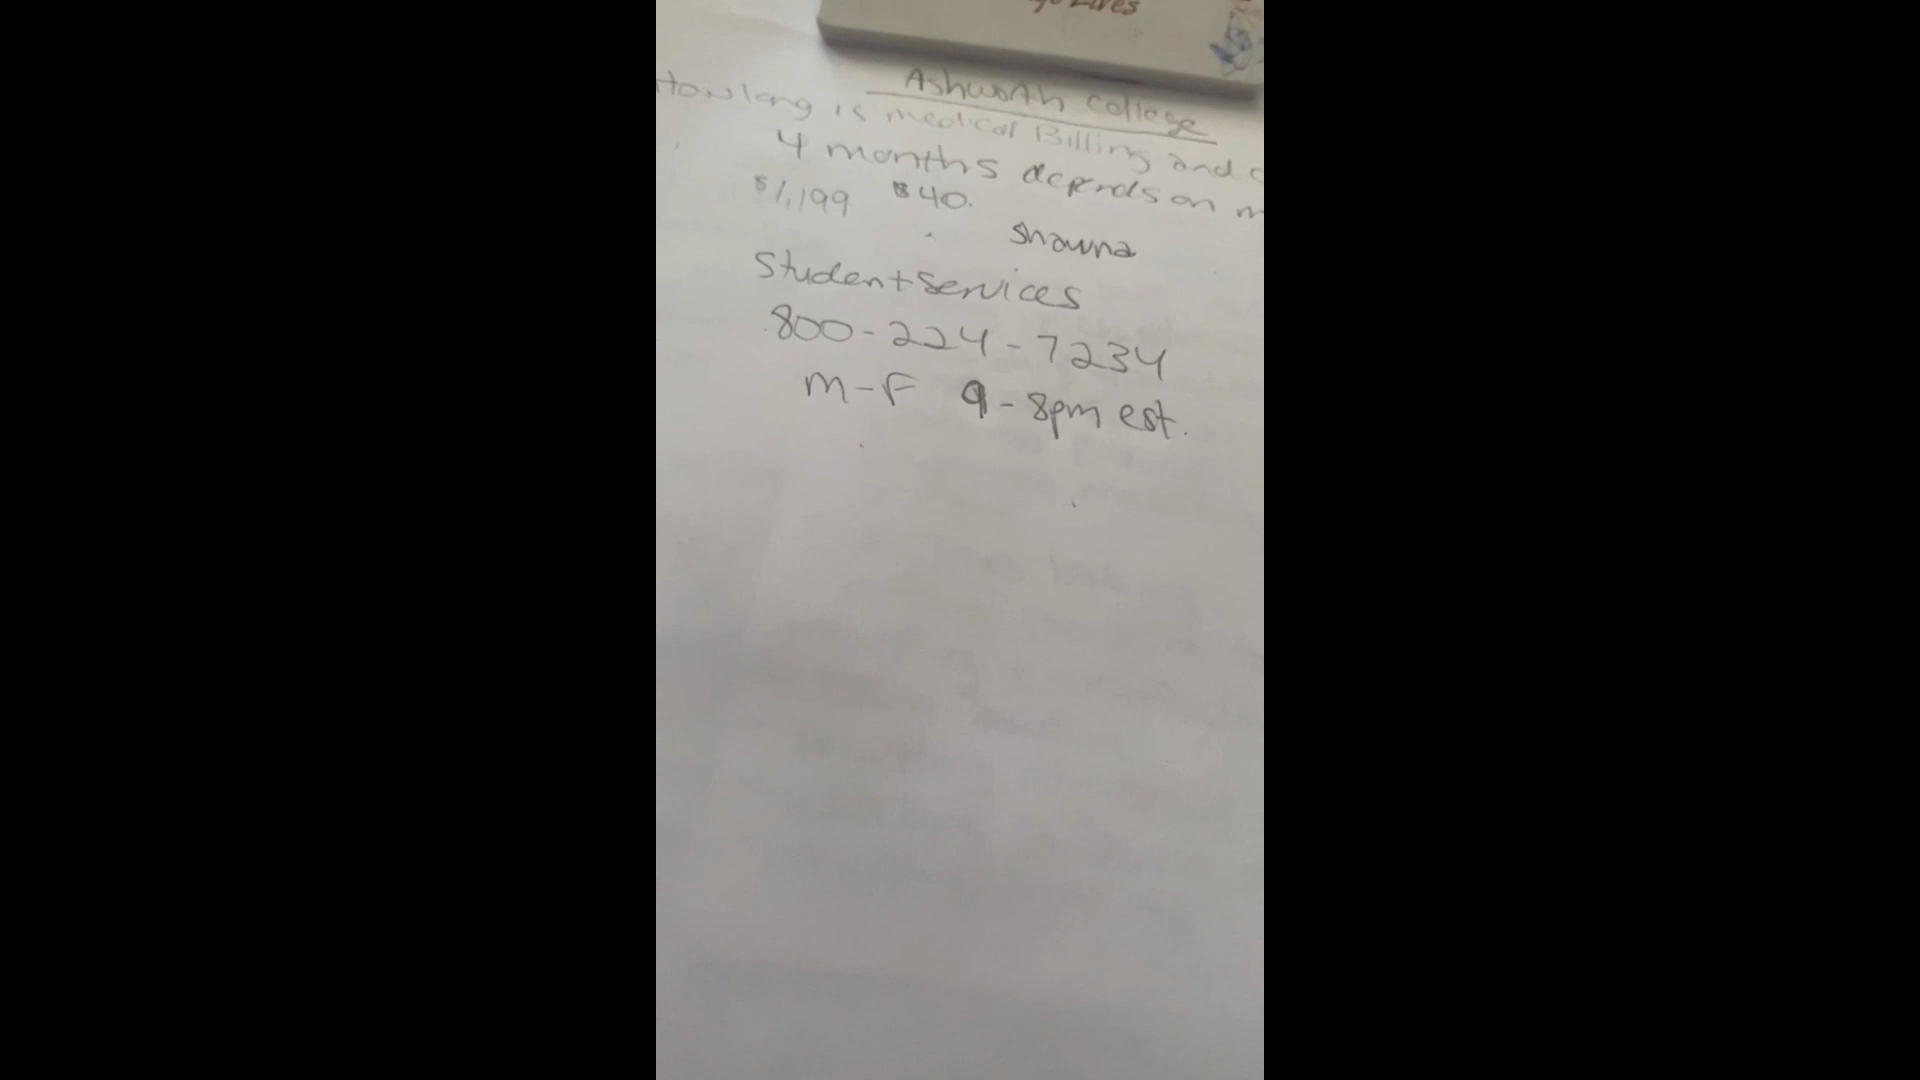 Lives
Ashworth College
How long is medical Billing and
4 months depends on
$1,199 $40.
Shawna
Student Services
800-224-7234
M-F 9-8pm est.